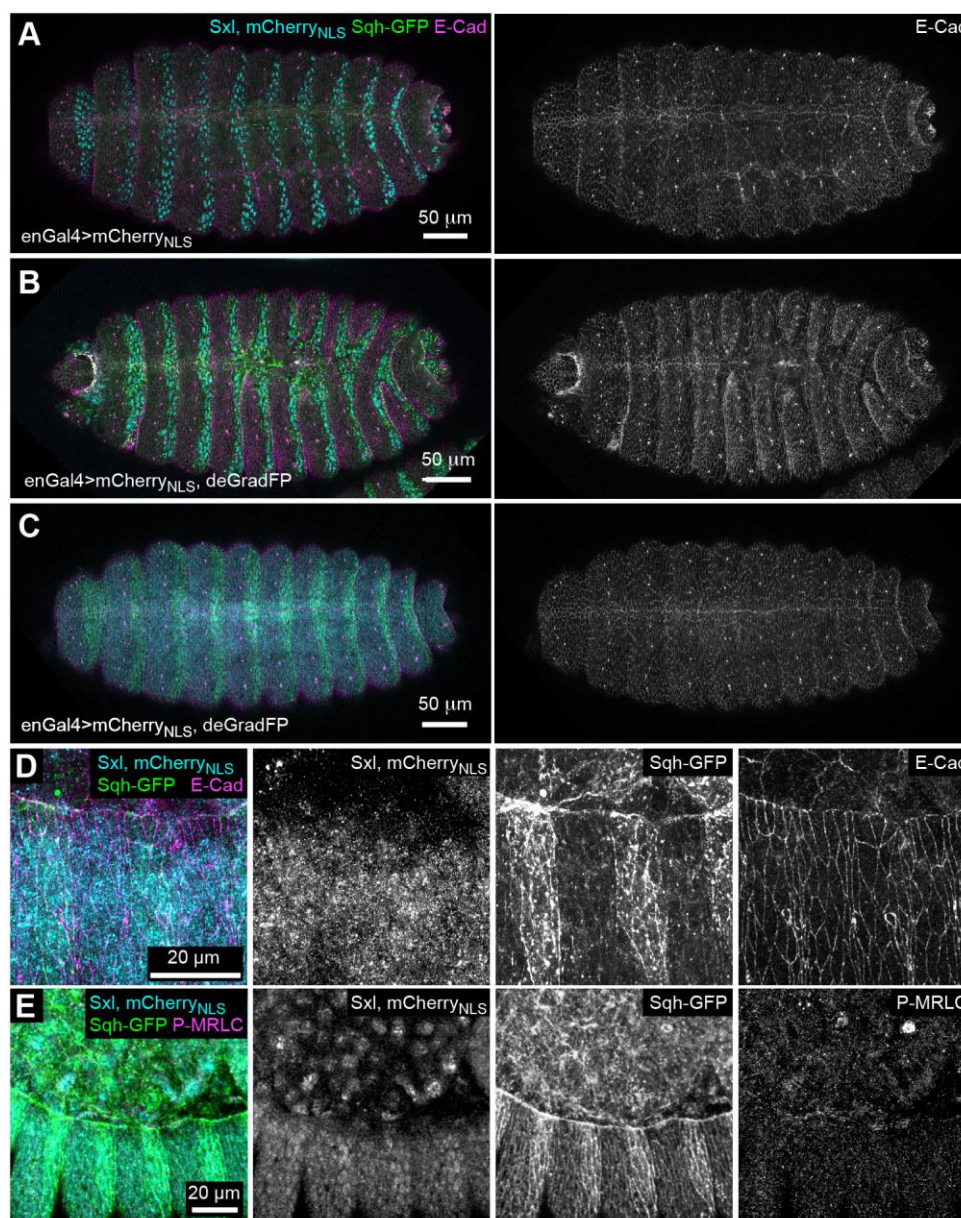 A
Sxl, mCherryNLS Sqh-GFP E-Cad
E-Cad
enGal4>mCherryNLS
50 μm
B
enGal4>mCherryNLS, deGradFP
50 μm
C
enGal4>mCherryNLS, deGradFP
50 μm
D
Sxl, mCherryNLS
Sqh-GFP E-Cad
Sxl, mCherryNLS
Sqh-GFP
E-Cad
20 μm
E
Sxl, mCherryNLS
Sqh-GFP P-MRLC
Sxl, mCherryNLS
Sqh-GFP
P-MRLC
20 μm